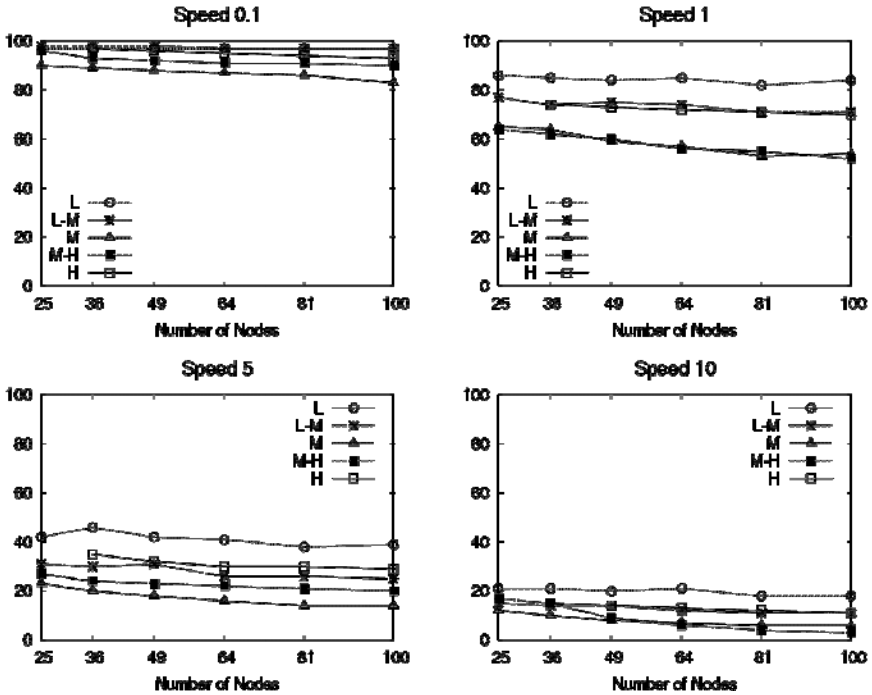 Speed 0.1
100
80
60
40
20
0
L
L-M
M
M-H
H
25 36 49 64 81 100
Number of Nodes
Speed 1
100
80
60
40
20
0
L
L-M
M
M-H
H
25 36 49 64 81 100
Number of Nodes
Speed 5
100
80
60
40
20
0
L
L-M
M
M-H
H
25 36 49 64 81 100
Number of Nodes
Speed 10
100
80
60
40
20
0
L
L-M
M
M-H
H
25 36 49 64 81 100
Number of Nodes